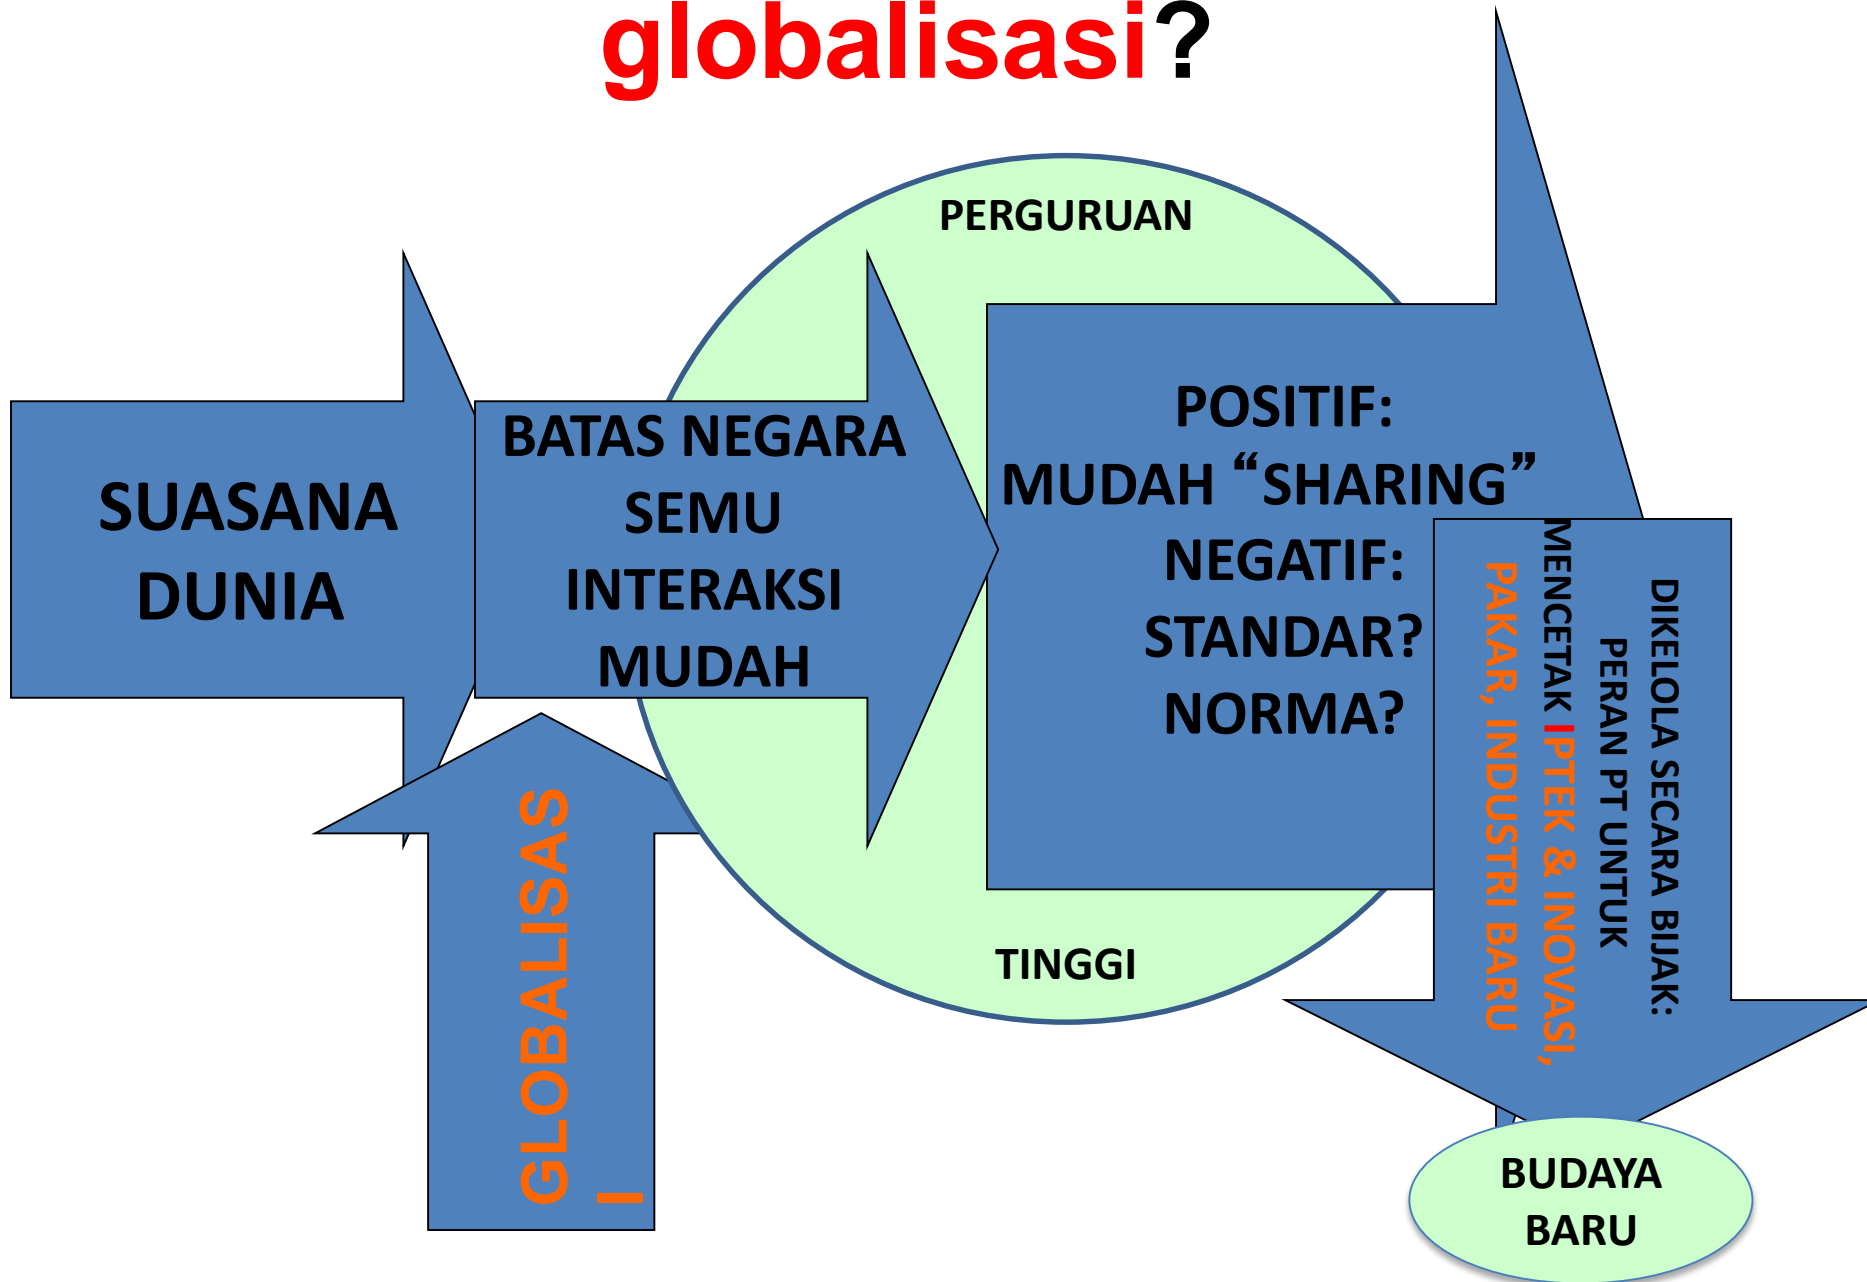 globalisasi?
PERGURUAN
SUASANA
DUNIA
BATAS NEGARA
SEMU
INTERAKSI
MUDAH
POSITIF:
MUDAH “SHARING”
NEGATIF:
STANDAR?
NORMA?
DIKELOLA SECARA BIJAK:
PERAN PT UNTUK
MENCETAK IPTEK & INOVASI,
PAKAR, INDUSTRI BARU
GLOBALISAS
I
TINGGI
BUDAYA
BARU